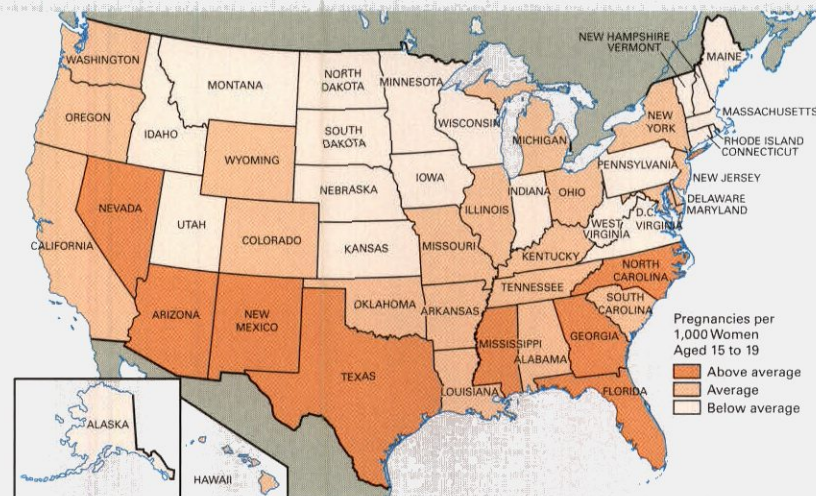 WASHINGTON
OREGON
CALIFORNIA
NEVADA
IDAHO
MONTANA
WYOMING
UTAH
COLORADO
ARIZONA
NEW
MEXICO
NORTH
DAKOTA
SOUTH
DAKOTA
NEBRASKA
KANSAS
OKLAHOMA
TEXAS
MINNESOTA
IOWA
MISSOURI
ARKANSAS
LOUISIANA
WISCONSIN
ILLINOIS
MICHIGAN
INDIANA
OHIO
KENTUCKY
TENNESSEE
MISSISSIPPI
ALABAMA
GEORGIA
FLORIDA
SOUTH
CAROLINA
NORTH
CAROLINA
WEST
VIRGINIA
D.C.
VIRGINIA
PENNSYLVANIA
NEW
YORK
NEW HAMPSHIRE
VERMONT
MAINE
MASSACHUSETTS
RHODE ISLAND
CONNECTICUT
NEW JERSEY
DELAWARE
MARYLAND
ALASKA
HAWAII
Pregnancies per
1,000 Women
Aged 15 to 19
Above average
Average
Below average